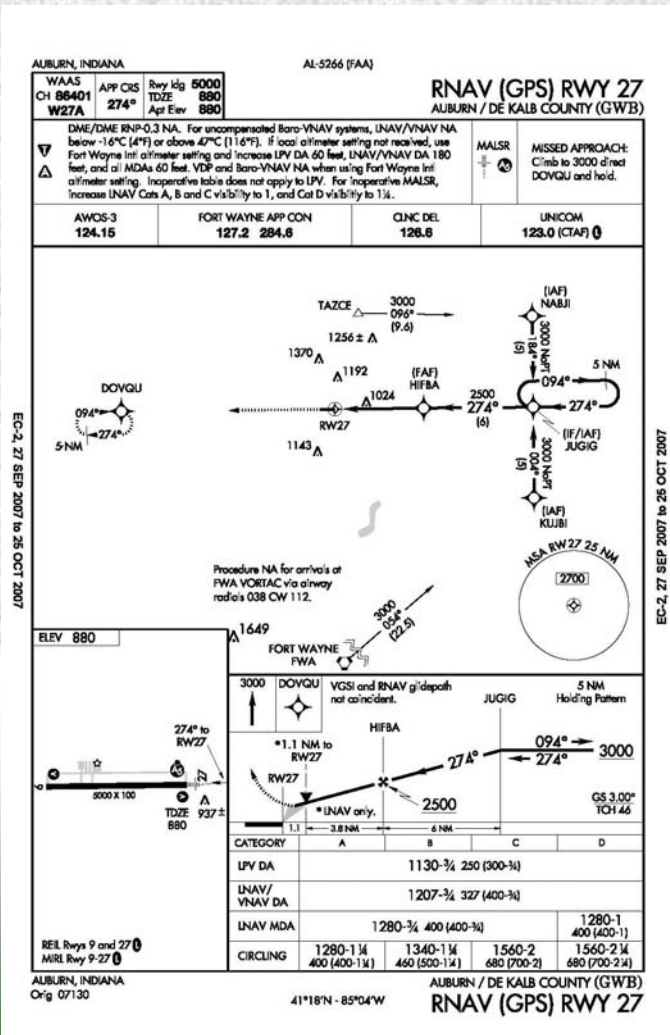 AUBURN, INDIANA
AL-5266 (FAA)
WAAS
CH 86401
W27A
APP CRS
274°
Rwy ldg 5000
TDZE 880
Apt Elev 880
RNAV (GPS) RWY 27
AUBURN / DE KALB COUNTY (GWB)
T
A
DME/DME RNP-0.3 NA. For uncompensated Baro-VNAV systems, LNAV/VNAV NA
below -16°C (4°F) or above 47°C (116°F). If local altimeter setting not received, use
Fort Wayne Intl altimeter setting and increase LPV DA 60 feet, LNAV/VNAV DA 180
feet, and all MDAs 60 feet. VDP and Baro-VNAV NA when using Fort Wayne Intl
altimeter setting. Inoperative table does not apply to LPV. For inoperative MALSR,
increase LNAV Cats A, B and C visibility to 1, and Cat D visibility to 1¼.
MALSR
A5
MISSED APPROACH:
Climb to 3000 direct
DOVQU and hold.
AWOS-3
124.15
FORT WAYNE APP CON
127.2 284.6
CLNC DEL
126.6
UNICOM
123.0 (CTAF) L
TAZCE
3000
096°
(9.6)
(IAF)
NABJI
3000 NoPT
184°
(5)
1256 ±
1370
1192
1024
(FAF)
HIFBA
2500
274°
(6)
094°
5 NM
274°
(IF/IAF)
JUGIG
DOVQU
094°
274°
5 NM
RW27
1143
3000 NoPT
004°
(5)
(IAF)
KUJBI
MSA RW27 25 NM
2700
Procedure NA for arrivals at
FWA VORTAC via airway
radials 038 CW 112.
1649
FORT WAYNE
FWA
3000
054°
(22.5)
EC-2, 27 SEP 2007 to 25 OCT 2007
EC-2, 27 SEP 2007 to 25 OCT 2007
ELEV 880
274° to
RW27
9
27
5000 X 100
TDZE
880
937 ±
REIL Rwys 9 and 27 L
MIRL Rwy 9-27 L
3000
DOVQU
VGSI and RNAV glidepath
not coincident.
JUGIG
5 NM
Holding Pattern
HIFBA
*1.1 NM to
RW27
RW27
274°
094°
274°
3000
2500
*LNAV only.
GS 3.00°
TCH 46
1.1
3.8 NM
6 NM
CATEGORY A B C D
LPV DA 1130-¾ 250 (300-¾)
LNAV/
VNAV DA 1207-¾ 327 (400-¾)
LNAV MDA 1280-¾ 400 (400-¾) 1280-1
400 (400-1)
CIRCLING 1280-1¼ 1340-1¼ 1560-2 1560-2¼
400 (400-1¼) 460 (500-1¼) 680 (700-2) 680 (700-2¼)
AUBURN, INDIANA
Orig 07130
41°18'N - 85°04'W
AUBURN / DE KALB COUNTY (GWB)
RNAV (GPS) RWY 27